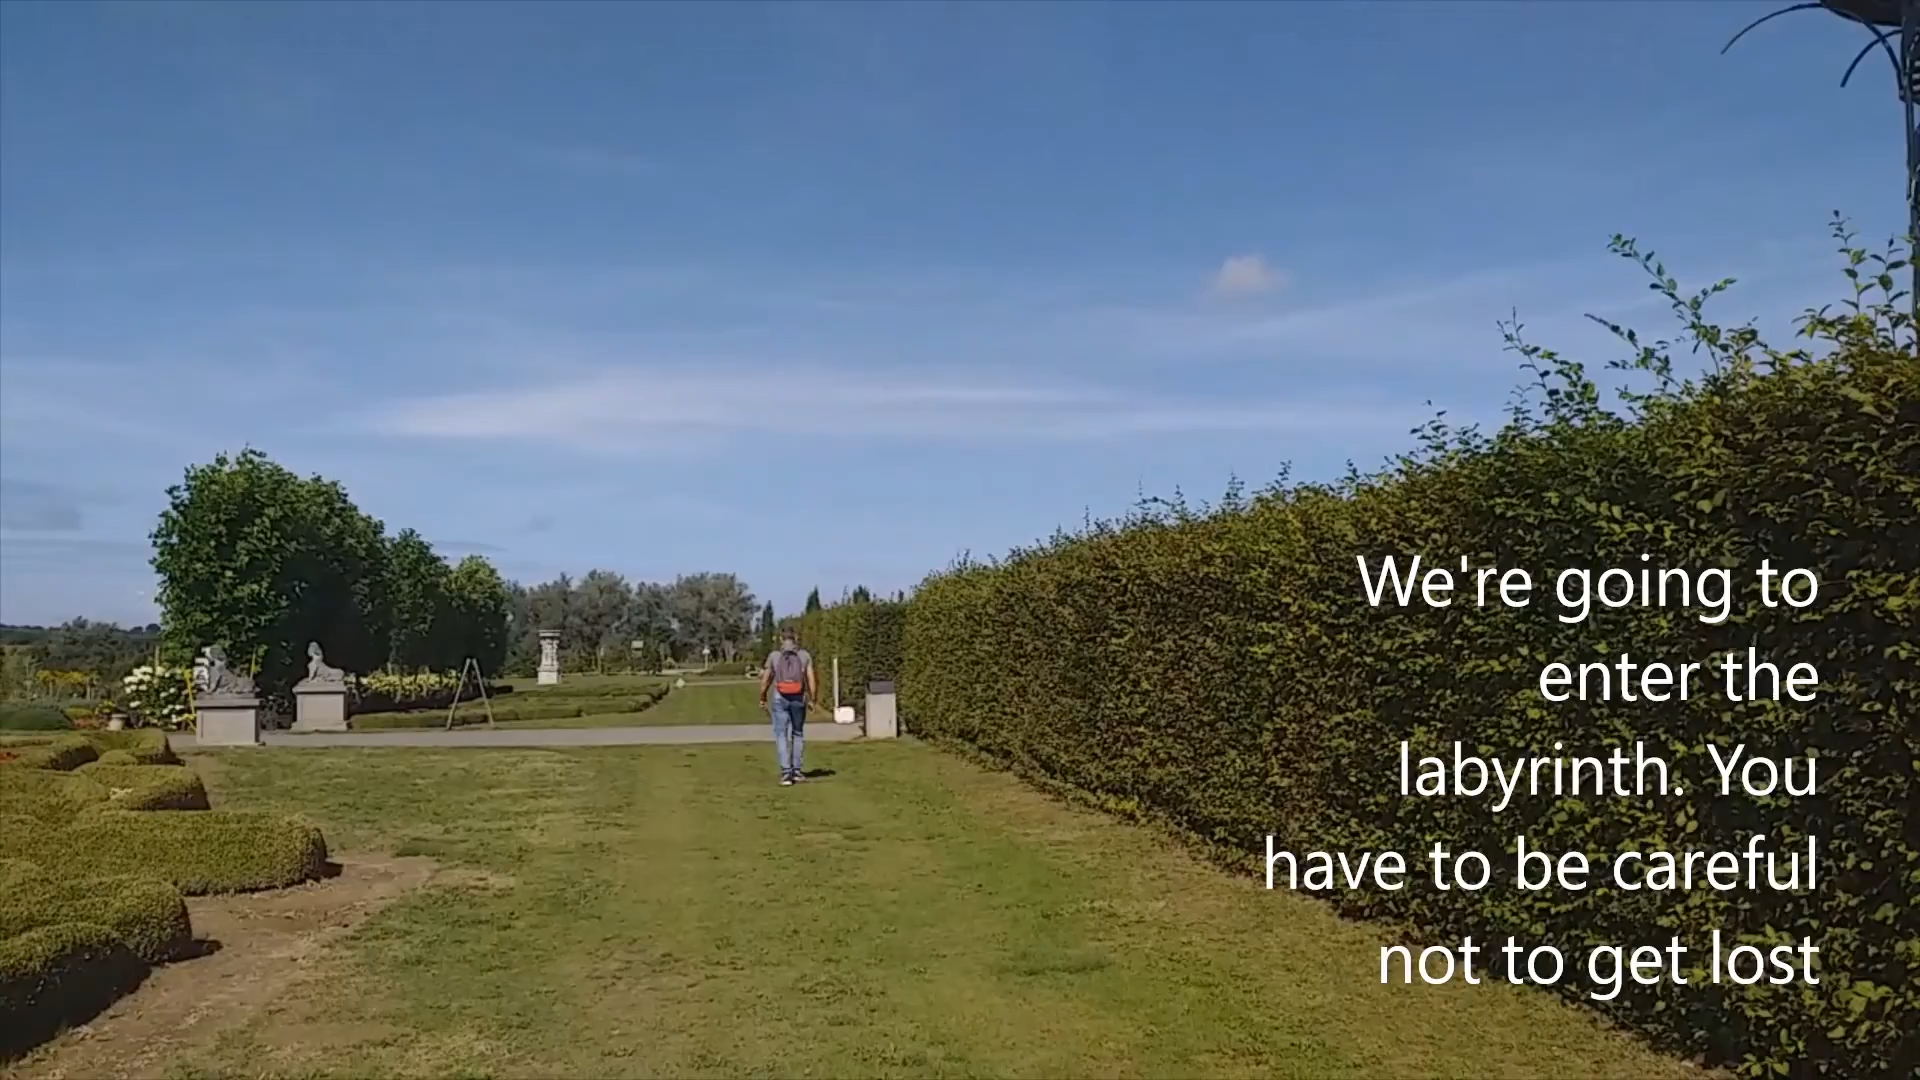 We're going to
enter the
labyrinth. You
have to be careful
not to get lost